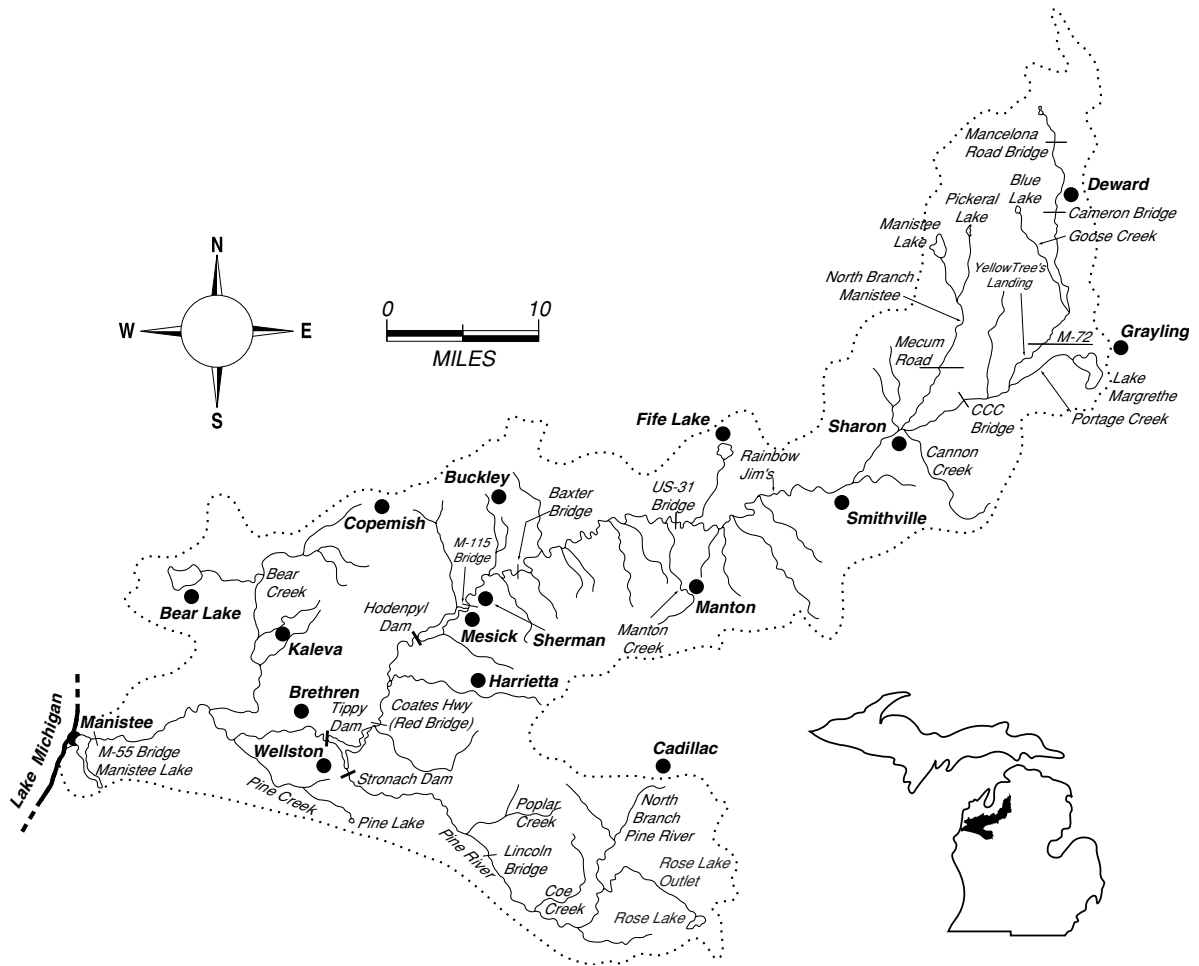 Mancelona
Road Bridge
Blue
Lake
Deward
Pickeral
Lake
Cameron Bridge
Manistee
Lake
Goose Creek
N
YellowTree's
Landing
North Branch
Manistee
W
E
0
10
MILES
M-72
Grayling
Mecum
Road
Lake
Margrethe
S
CCC
Bridge
Portage Creek
Fife Lake
Sharon
Cannon
Creek
Rainbow
Jim's
Buckley
Baxter
Bridge
US-31
Bridge
Copemish
Smithville
M-115
Bridge
Bear
Creek
Bear Lake
Manton
Hodenpyl
Dam
Mesick
Sherman
Manton
Creek
Kaleva
Harrietta
Brethren
Tippy
Dam
Coates Hwy
(Red Bridge)
Lake Michigan
Manistee
M-55 Bridge
Manistee Lake
Wellston
Cadillac
Stronach Dam
Pine Creek
Pine Lake
Poplar
Creek
North
Branch
Pine River
Pine River
Lincoln
Bridge
Rose Lake
Outlet
Coe
Creek
Rose Lake